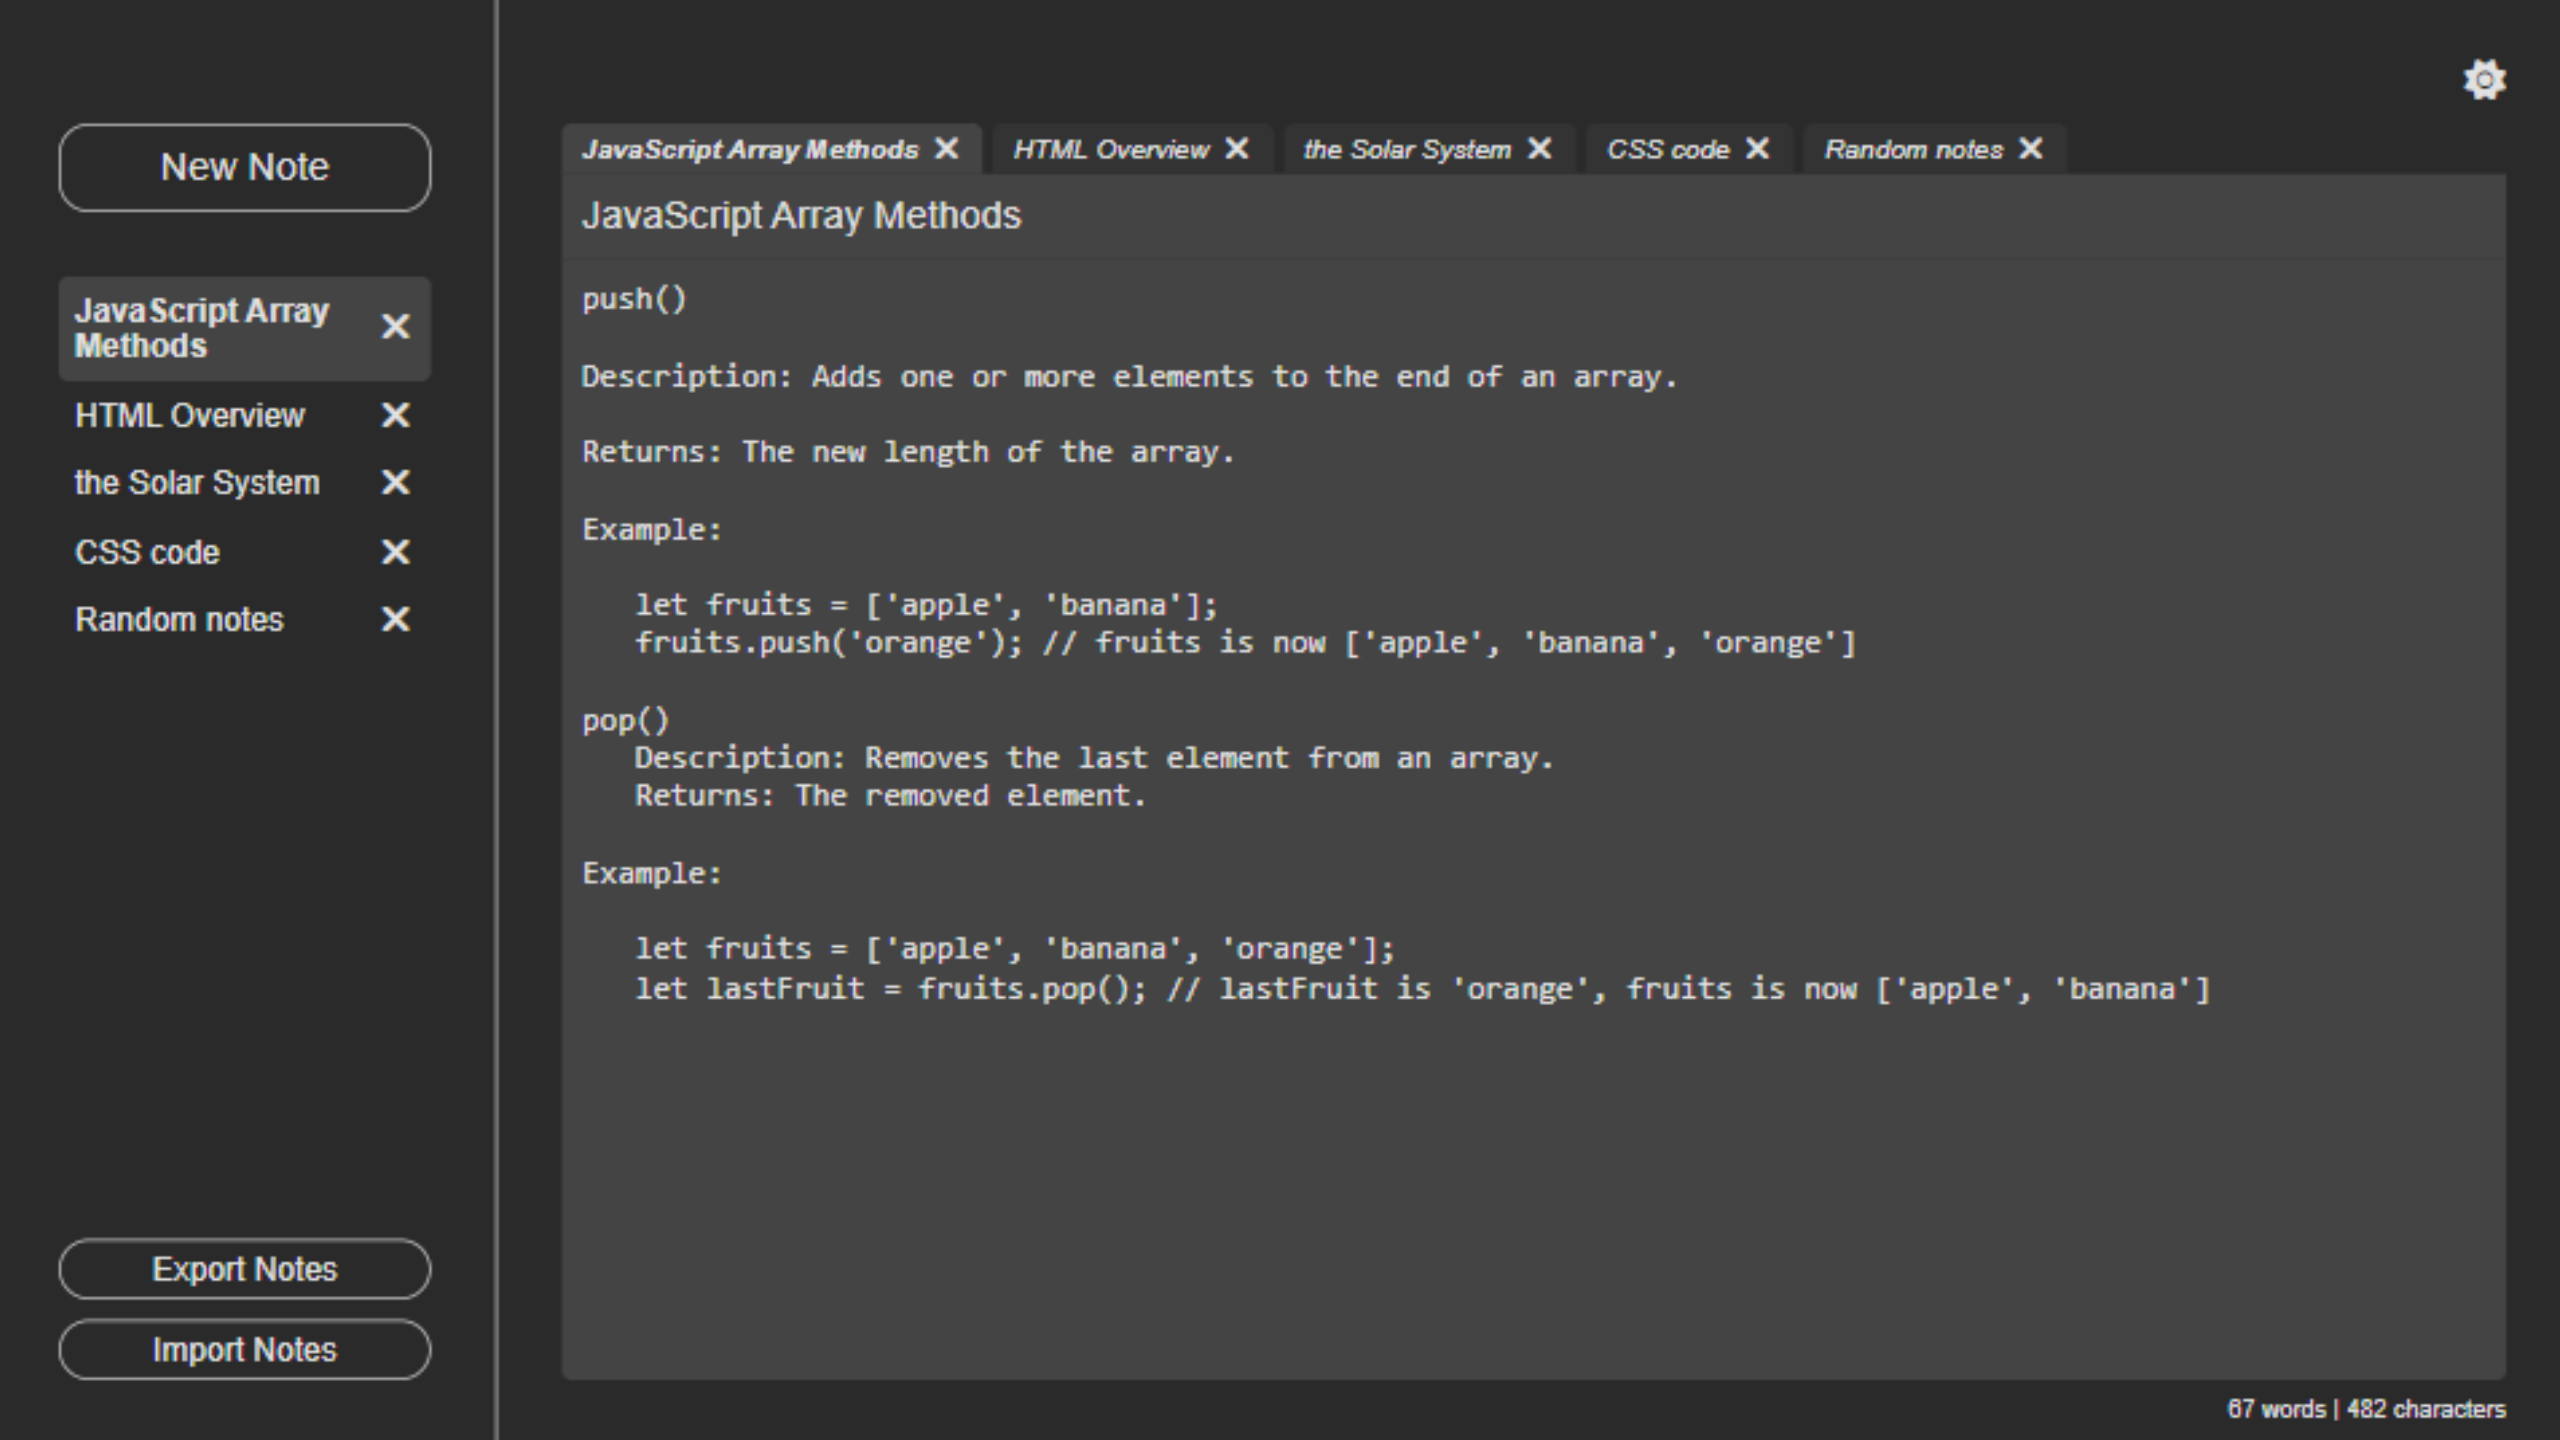 New Note
JavaScript Array
Methods
HTML Overview
the Solar System
CSS code
Random notes
Export Notes
Import Notes
JavaScript Array Methods
HTML Overview
the Solar System
CSS code
Random notes
JavaScript Array Methods
push()
Description: Adds one or more elements to the end of an array.
Returns: The new length of the array.
Example:
let fruits = ['apple', 'banana'];
fruits.push('orange'); // fruits is now ['apple', 'banana', 'orange']
pop()
Description: Removes the last element from an array.
Returns: The removed element.
Example:
let fruits = ['apple', 'banana', 'orange'];
let lastFruit = fruits.pop(); // lastFruit is 'orange', fruits is now ['apple', 'banana']
67 words | 482 characters